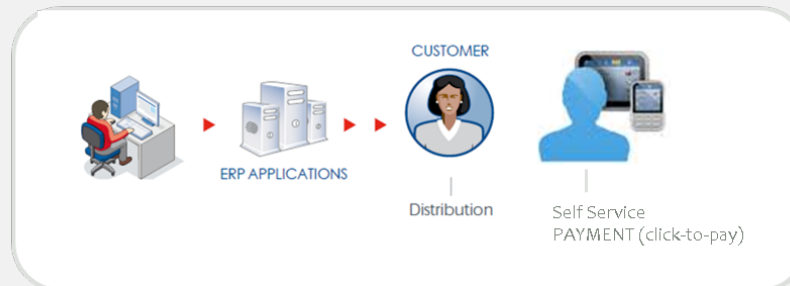 CUSTOMER
ERP APPLICATIONS
Distribution
Self Service
PAYMENT (click-to-pay)